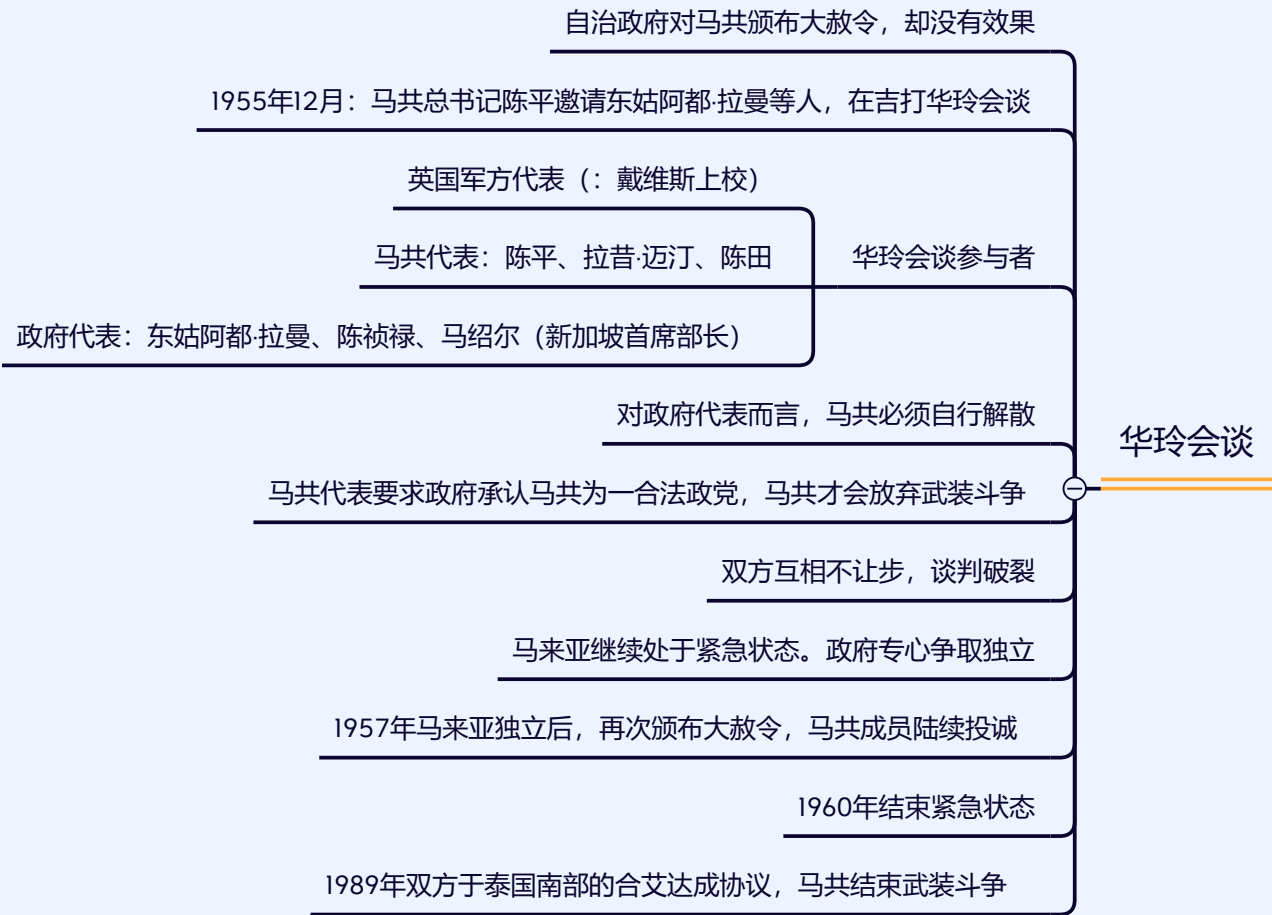 自治政府对马共颁布大赦令，却没有效果
1955年12月：马共总书记陈平邀请东姑阿都·拉曼等人，在吉打华玲会谈
英国军方代表（：戴维斯上校）
马共代表：陈平、拉昔·迈汀、陈田
华玲会谈参与者
政府代表：东姑阿都·拉曼、陈祯禄、马绍尔（新加坡首席部长）
对政府代表而言，马共必须自行解散
华玲会谈
马共代表要求政府承认马共为一合法政党，马共才会放弃武装斗争
双方互相不让步，谈判破裂
马来亚继续处于紧急状态。政府专心争取独立
1957年马来亚独立后，再次颁布大赦令，马共成员陆续投诚
1960年结束紧急状态
1989年双方于泰国南部的合艾达成协议，马共结束武装斗争